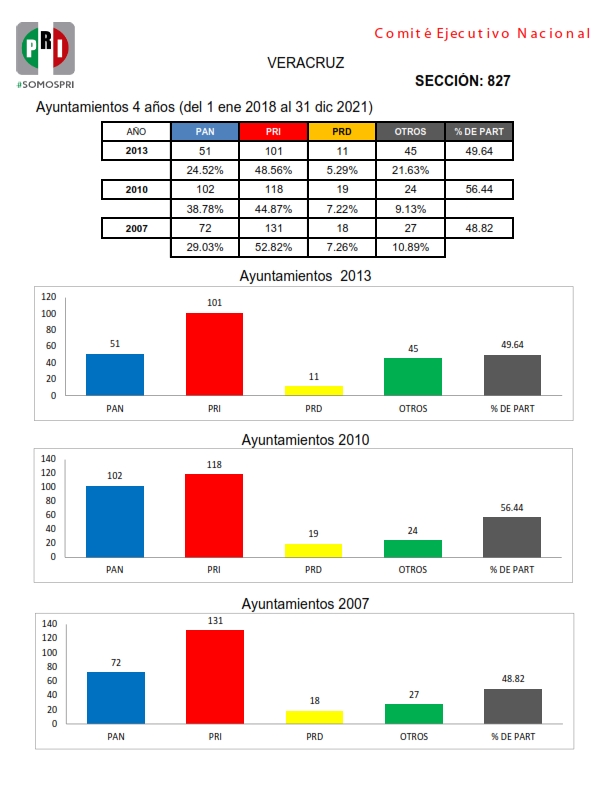 Comité Ejecutivo Nacional
PRI
#SOMOSPRI
VERACRUZ
SECCIÓN: 827
Ayuntamientos 4 años (del 1 ene 2018 al 31 dic 2021)
AÑO PAN PRI PRD OTROS % DE PART
2013 51 101 11 45 49.64
24.52% 48.56% 5.29% 21.63%
2010 102 118 19 24 56.44
38.78% 44.87% 7.22% 9.13%
2007 72 131 18 27 48.82
29.03% 52.82% 7.26% 10.89%
Ayuntamientos 2013
120
100
80
60
40
20
0
51 101 11 45 49.64
PAN PRI PRD OTROS % DE PART
Ayuntamientos 2010
140
120
100
80
60
40
20
0
102 118 19 24 56.44
PAN PRI PRD OTROS % DE PART
Ayuntamientos 2007
140
120
100
80
60
40
20
0
72 131 18 27 48.82
PAN PRI PRD OTROS % DE PART